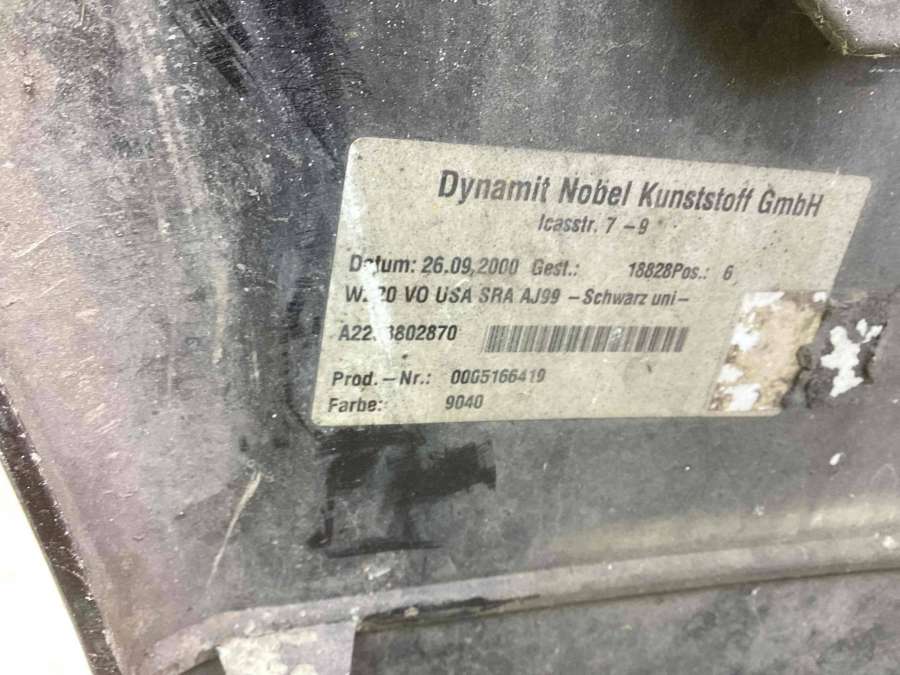 Dynamit Nobel Kunststoff GmbH
Icasstr. 7-9
Datum: 26.09.2000 Gest.: 18828Pos.: 6
VO USA SRA AJ99 -Schwarz uni-
Prod.-Nr.: 0005166419
Farbe: 9040